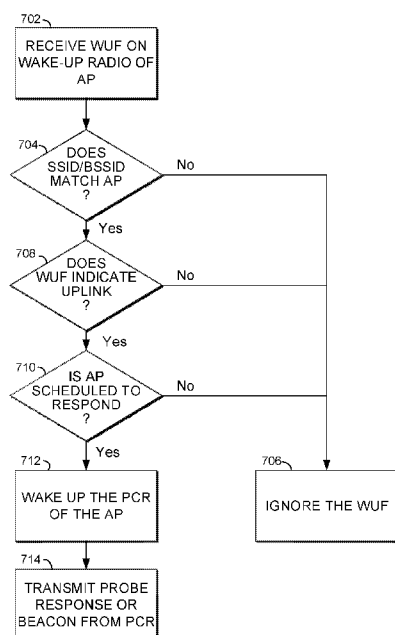 702
RECEIVE WUF ON
WAKE-UP RADIO OF
AP
704
DOES
SSID/BSSID
MATCH AP
?
No
Yes
708
DOES
WUF INDICATE
UPLINK
?
No
Yes
710
IS AP
SCHEDULED TO
RESPOND
?
No
Yes
712
WAKE UP THE PCR
OF THE AP
706
IGNORE THE WUF
714
TRANSMIT PROBE
RESPONSE OR
BEACON FROM PCR